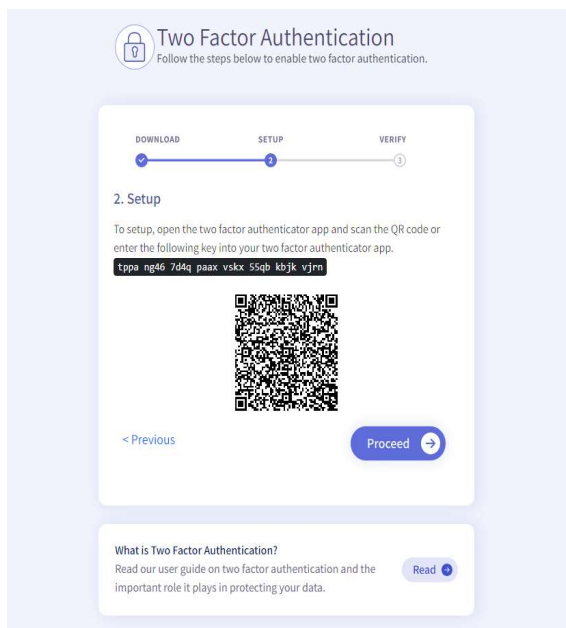 Two Factor Authentication
Follow the steps below to enable two factor authentication.
DOWNLOAD SETUP VERIFY
2 3
2. Setup
To setup, open the two factor authenticator app and scan the QR code or
enter the following key into your two factor authenticator app.
tppa ng46 7d4q paax vskx 55qb kbjk vjrn
< Previous
Proceed
What is Two Factor Authentication?
Read our user guide on two factor authentication and the
important role it plays in protecting your data.
Read